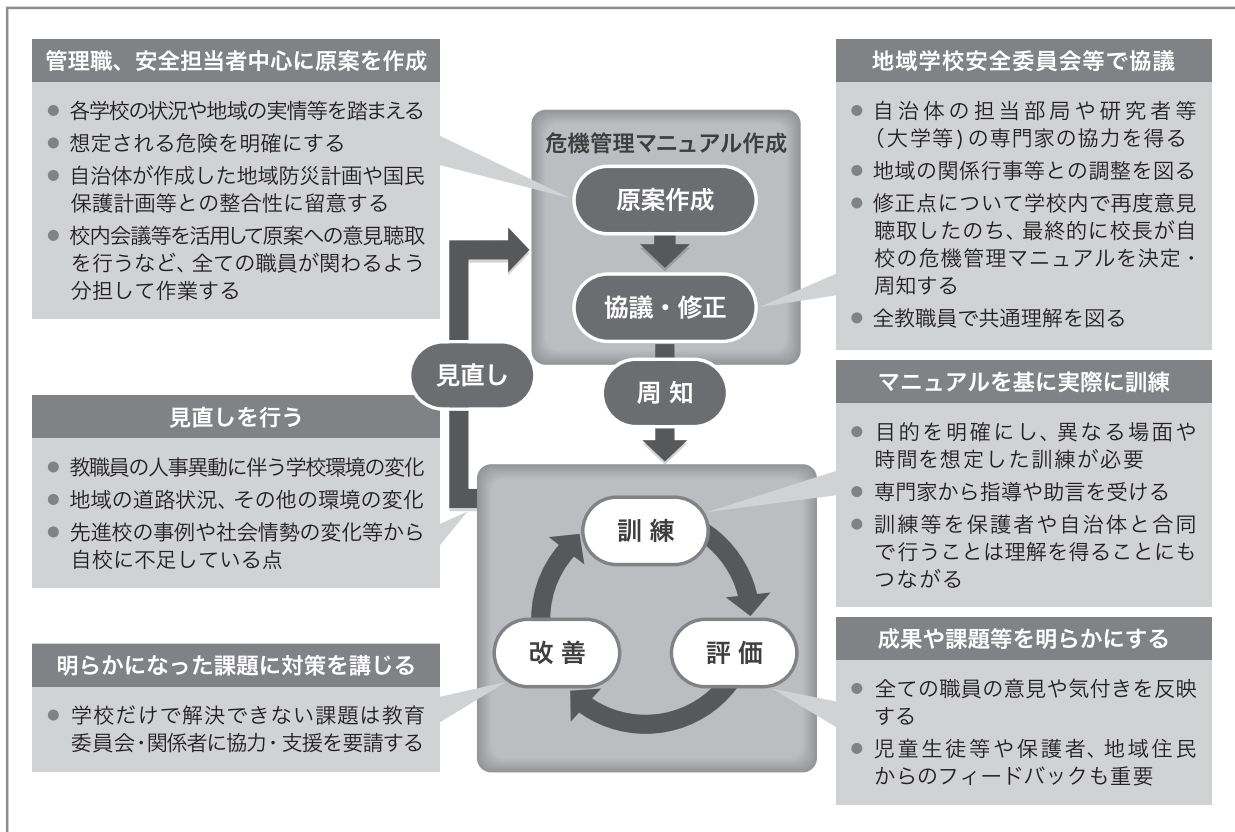 管理職、安全担当者中心に原案を作成
● 各学校の状況や地域の実情等を踏まえる
● 想定される危険を明確にする
● 自治体が作成した地域防災計画や国民
保護計画等との整合性に留意する
● 校内会議等を活用して原案への意見聴取
を行うなど、全ての職員が関わるよう
分担して作業する
危機管理マニュアル作成
原案作成
協議・修正
周知
地域学校安全委員会等で協議
● 自治体の担当部局や研究者等
（大学等）の専門家の協力を得る
● 地域の関係行事等との調整を図る
● 修正点について学校内で再度意見
聴取したのち、最終的に校長が自
校の危機管理マニュアルを決定・
周知する
● 全教職員で共通理解を図る
見直し
見直しを行う
● 教職員の人事異動に伴う学校環境の変化
● 地域の道路状況、その他の環境の変化
● 先進校の事例や社会情勢の変化等から
自校に不足している点
マニュアルを基に実際に訓練
● 目的を明確にし、異なる場面や
時間を想定した訓練が必要
● 専門家から指導や助言を受ける
● 訓練等を保護者や自治体と合同
で行うことは理解を得ることにも
つながる
訓練
評価
改善
明らかになった課題に対策を講じる
● 学校だけで解決できない課題は教育
委員会・関係者に協力・支援を要請する
成果や課題等を明らかにする
● 全ての職員の意見や気付きを反映
する
● 児童生徒等や保護者、地域住民
からのフィードバックも重要